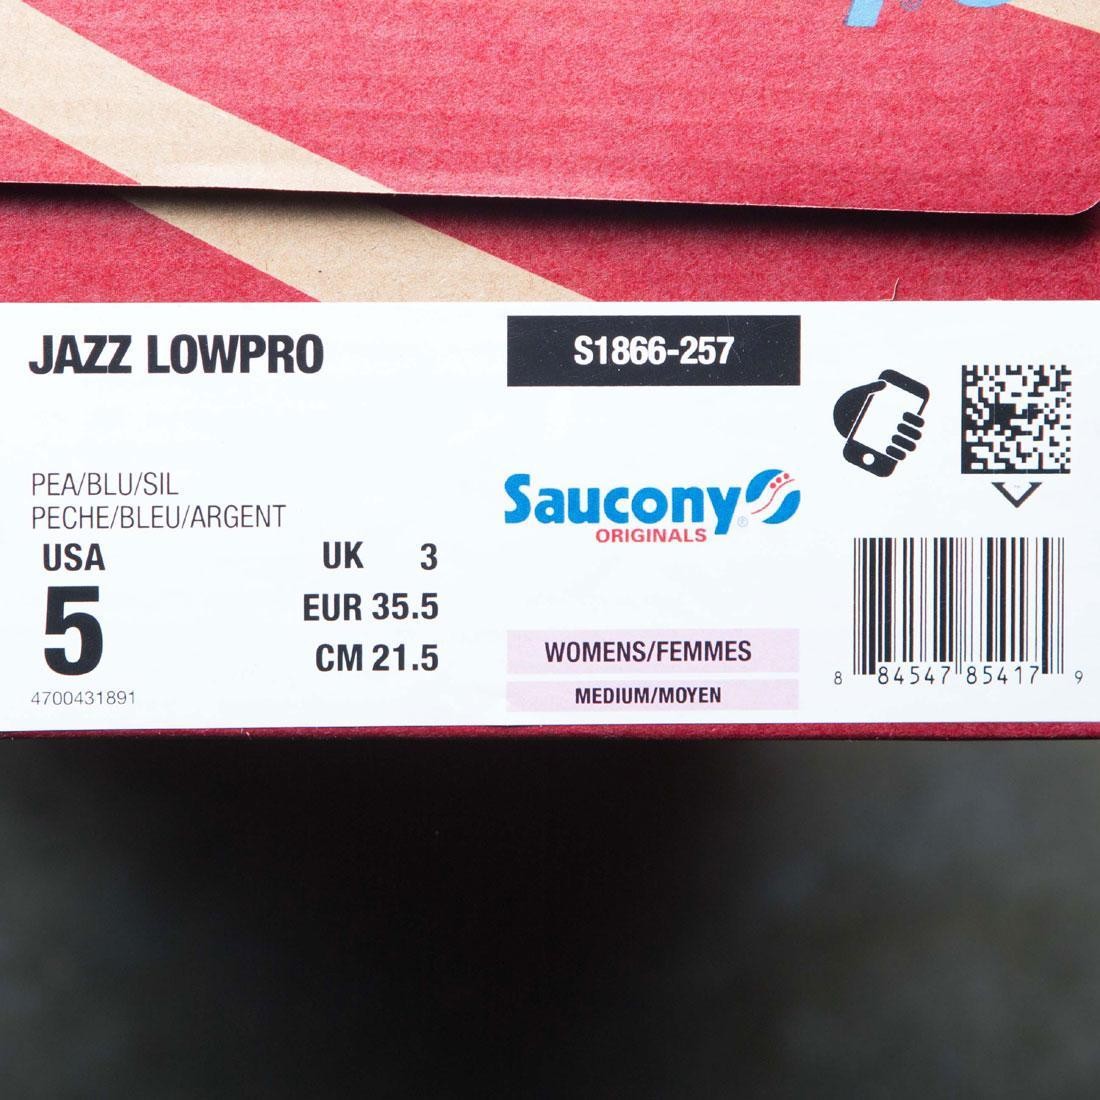 JAZZ LOWPRO
S1866-257
PEA/BLU/SIL
PECHE/BLEU/ARGENT
Saucony®
ORIGINALS
USA
5
UK 3
EUR 35.5
CM 21.5
4700431891
WOMENS/FEMMES
MEDIUM/MOYEN
8 84547 85417 9